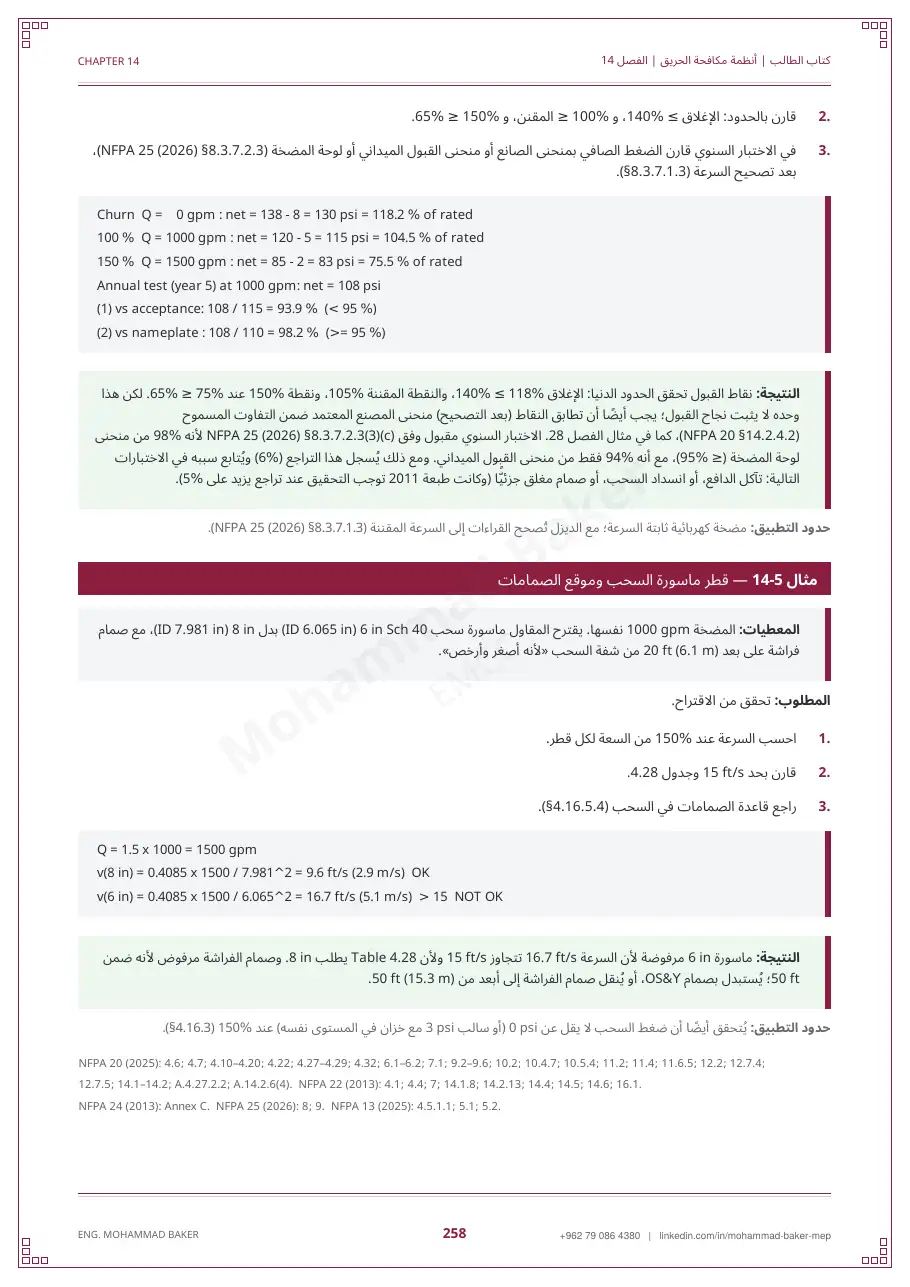 CHAPTER 14
كتاب الطالب | أنظمة مكافحة الحريق | الفصل 14
2. قارن بالحدود: الإغلاق ≥ 140%، و 100% ≤ المقنن، و 150% ≤ 65%.
3. في الاختبار السنوي قارن الضغط الصافي بمنحنى الصانع أو منحنى القبول الميداني أو لوحة المضخة (NFPA 25 (2026) §8.3.7.2.3)،
بعد تصحيح السرعة (§8.3.7.1.3).
Churn Q = 0 gpm : net = 138 - 8 = 130 psi = 118.2 % of rated
100 % Q = 1000 gpm : net = 120 - 5 = 115 psi = 104.5 % of rated
150 % Q = 1500 gpm : net = 85 - 2 = 83 psi = 75.5 % of rated
Annual test (year 5) at 1000 gpm: net = 108 psi
(1) vs acceptance: 108 / 115 = 93.9 % (< 95 %)
(2) vs nameplate : 108 / 110 = 98.2 % (>= 95 %)
النتيجة: نقاط القبول تحقق الحدود الدنيا: الإغلاق 118% ≥ 140%، والنقطة المقننة 105%، ونقطة 150% عند 75% ≤ 65%. لكن هذا
وحده لا يثبت نجاح القبول؛ يجب أيضًا أن تطابق النقاط (بعد التصحيح) منحنى المصنع المعتمد ضمن التفاوت المسموح
(NFPA 20 §14.2.4.2)، كما في مثال الفصل 28. الاختبار السنوي مقبول وفق NFPA 25 (2026) §8.3.7.2.3(3)(c) لأنه 98% من منحنى
لوحة المضخة (≤ 95%)، مع أنه 94% فقط من منحنى القبول الميداني. ومع ذلك يُسجل هذا التراجع (6%) ويُتابع سببه في الاختبارات
التالية: تآكل الدافع، أو انسداد السحب، أو صمام مغلق جزئيًّا (وكانت طبعة 2011 توجب التحقيق عند تراجع يزيد على 5%).
حدود التطبيق: مضخة كهربائية ثابتة السرعة؛ مع الديزل تُصحح القراءات إلى السرعة المقننة (NFPA 25 (2026) §8.3.7.1.3).
مثال 5-14 — قطر ماسورة السحب وموقع الصمامات
المعطيات: المضخة 1000 gpm نفسها. يقترح المقاول ماسورة سحب 6 in Sch 40 (ID 6.065 in) بدل 8 in (ID 7.981 in)، مع صمام
فراشة على بعد 20 ft (6.1 m) من شفة السحب «لأنه أصغر وأرخص».
المطلوب: تحقق من الاقتراح.
1. احسب السرعة عند 150% من السعة لكل قطر.
2. قارن بحد 15 ft/s وجدول 4.28.
3. راجع قاعدة الصمامات في السحب (§4.16.5.4).
Q = 1.5 x 1000 = 1500 gpm
v(8 in) = 0.4085 x 1500 / 7.981^2 = 9.6 ft/s (2.9 m/s) OK
v(6 in) = 0.4085 x 1500 / 6.065^2 = 16.7 ft/s (5.1 m/s) > 15 NOT OK
النتيجة: ماسورة 6 in مرفوضة لأن السرعة 16.7 ft/s تتجاوز 15 ft/s ولأن Table 4.28 يطلب 8 in. وصمام الفراشة مرفوض لأنه ضمن
50 ft؛ يُستبدل بصمام OS&Y، أو يُنقل صمام الفراشة إلى أبعد من 50 ft (15.3 m).
حدود التطبيق: يُتحقق أيضًا أن ضغط السحب لا يقل عن 0 psi (أو سالب 3 psi مع خزان في المستوى نفسه) عند 150% (§4.16.3).
NFPA 20 (2025): 4.6; 4.7; 4.10–4.20; 4.22; 4.27–4.29; 4.32; 6.1–6.2; 7.1; 9.2–9.6; 10.2; 10.4.7; 10.5.4; 11.2; 11.4; 11.6.5; 12.2; 12.7.4;
12.7.5; 14.1–14.2; A.4.27.2.2; A.14.2.6(4). NFPA 22 (2013): 4.1; 4.4; 7; 14.1.8; 14.2.13; 14.4; 14.5; 14.6; 16.1.
NFPA 24 (2013): Annex C. NFPA 25 (2026): 8; 9. NFPA 13 (2025): 4.5.1.1; 5.1; 5.2.
ENG. MOHAMMAD BAKER
258
+962 79 086 4380 | linkedin.com/in/mohammad-baker-mep
Mohammad Baker